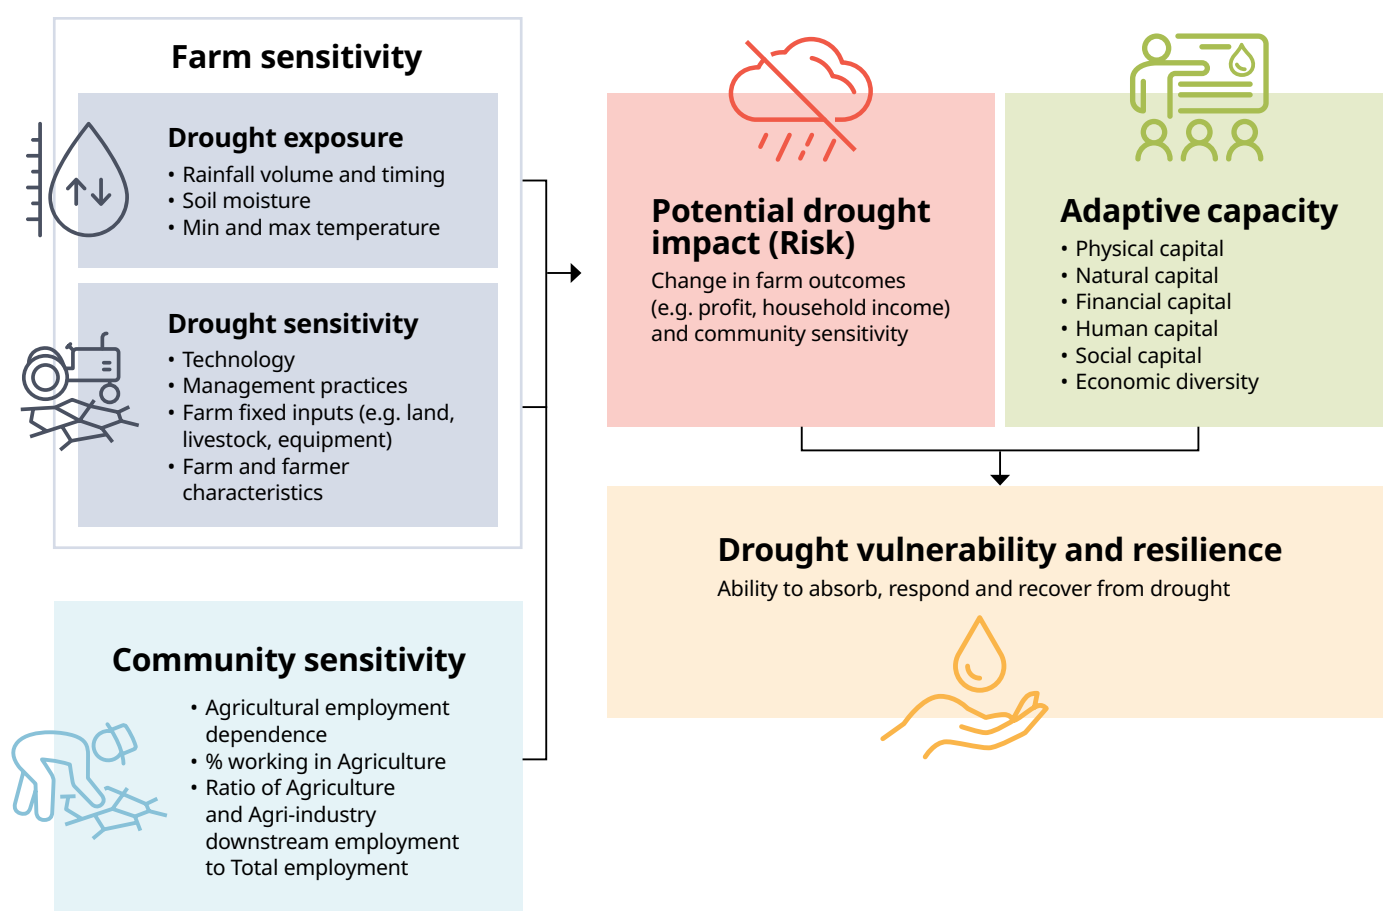 Farm sensitivity
Drought exposure
• Rainfall volume and timing
• Soil moisture
• Min and max temperature
Drought sensitivity
• Technology
• Management practices
• Farm fixed inputs (e.g. land,
livestock, equipment)
• Farm and farmer
characteristics
Community sensitivity
• Agricultural employment
dependence
• % working in Agriculture
• Ratio of Agriculture
and Agri-industry
downstream employment
to Total employment
Potential drought
impact (Risk)
Change in farm outcomes
(e.g. profit, household income)
and community sensitivity
Adaptive capacity
• Physical capital
• Natural capital
• Financial capital
• Human capital
• Social capital
• Economic diversity
Drought vulnerability and resilience
Ability to absorb, respond and recover from drought